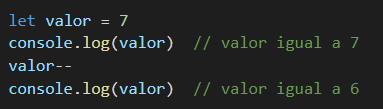 let valor = 7
console.log(valor)  // valor igual a 7
valor--
console.log(valor)  // valor igual a 6